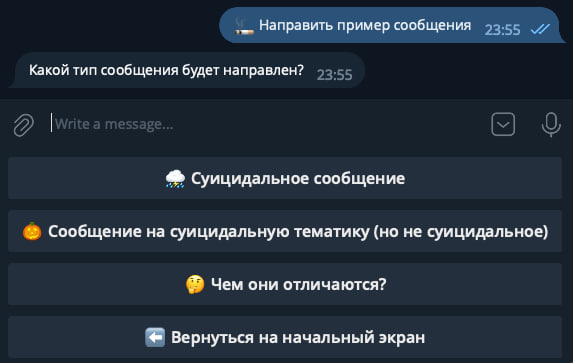 🚬 Направить пример сообщения 23:55
Какой тип сообщения будет направлен? 23:55
Write a message...
🌧 Суицидальное сообщение
🎃 Сообщение на суицидальную тематику (но не суицидальное)
🤔 Чем они отличаются?
⬅️ Вернуться на начальный экран